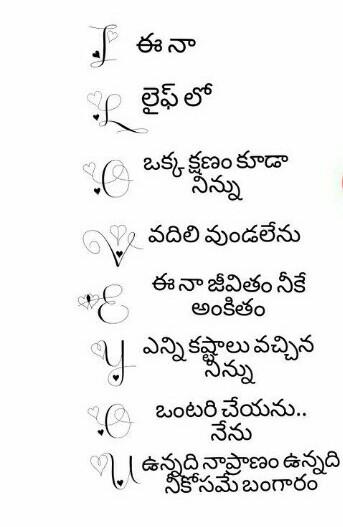 I ఈ నా
L లైఫ్ లో
O ఒక్క క్షణం కూడా
నిన్ను
V వదిలి వుండలేను
E ఈ నా జీవితం నీకే
అంకితం
Y ఎన్ని కష్టాలు వచ్చిన
నిన్ను
O ఒంటరి చేయను..
నేను
U ఉన్నది నాప్రాణం ఉన్నది
నీకోసమే బంగారం